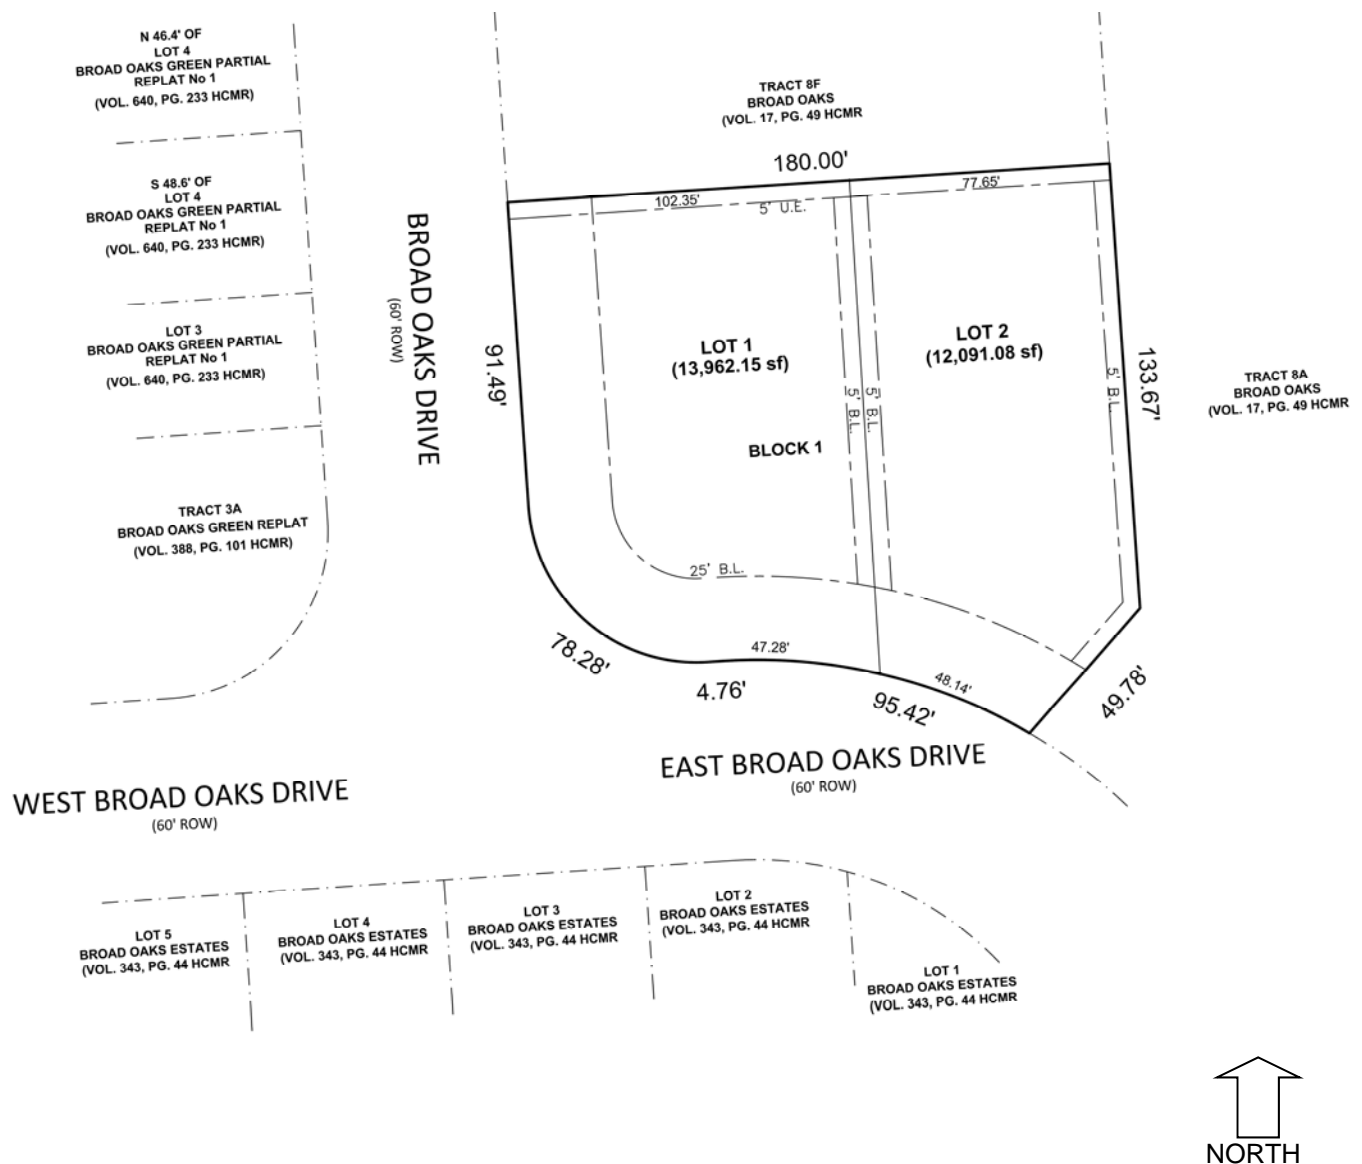 N 46.4' OF
LOT 4
BROAD OAKS GREEN PARTIAL
REPLAT No 1
(VOL. 640, PG. 233 HCMR)
S 48.6' OF
LOT 4
BROAD OAKS GREEN PARTIAL
REPLAT No 1
(VOL. 640, PG. 233 HCMR)
LOT 3
BROAD OAKS GREEN PARTIAL
REPLAT No 1
(VOL. 640, PG. 233 HCMR)
TRACT 3A
BROAD OAKS GREEN REPLAT
(VOL. 388, PG. 101 HCMR)
BROAD OAKS DRIVE
(60' ROW)
TRACT 8F
BROAD OAKS
(VOL. 17, PG. 49 HCMR
180.00'
102.35'
77.65'
5' U.E.
91.49'
LOT 1
(13,962.15 sf)
LOT 2
(12,091.08 sf)
BLOCK 1
5' B.L.
5' B.L.
5' B.L.
133.67'
TRACT 8A
BROAD OAKS
(VOL. 17, PG. 49 HCMR
25' B.L.
78.28'
47.28'
4.76'
48.14'
95.42'
49.78'
EAST BROAD OAKS DRIVE
(60' ROW)
WEST BROAD OAKS DRIVE
(60' ROW)
LOT 5
BROAD OAKS ESTATES
(VOL. 343, PG. 44 HCMR
LOT 4
BROAD OAKS ESTATES
(VOL. 343, PG. 44 HCMR
LOT 3
BROAD OAKS ESTATES
(VOL. 343, PG. 44 HCMR
LOT 2
BROAD OAKS ESTATES
(VOL. 343, PG. 44 HCMR
LOT 1
BROAD OAKS ESTATES
(VOL. 343, PG. 44 HCMR
NORTH